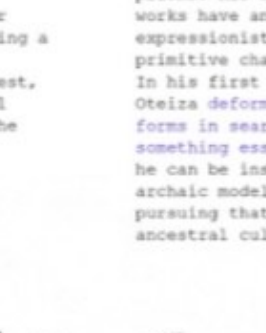 r
ing a
est,
l
he
works have an
expressionist
primitive cha
In his first
Oteiza deform
forms in sear
something ess
he can be ins
archaic model
pursuing that
ancestral cul